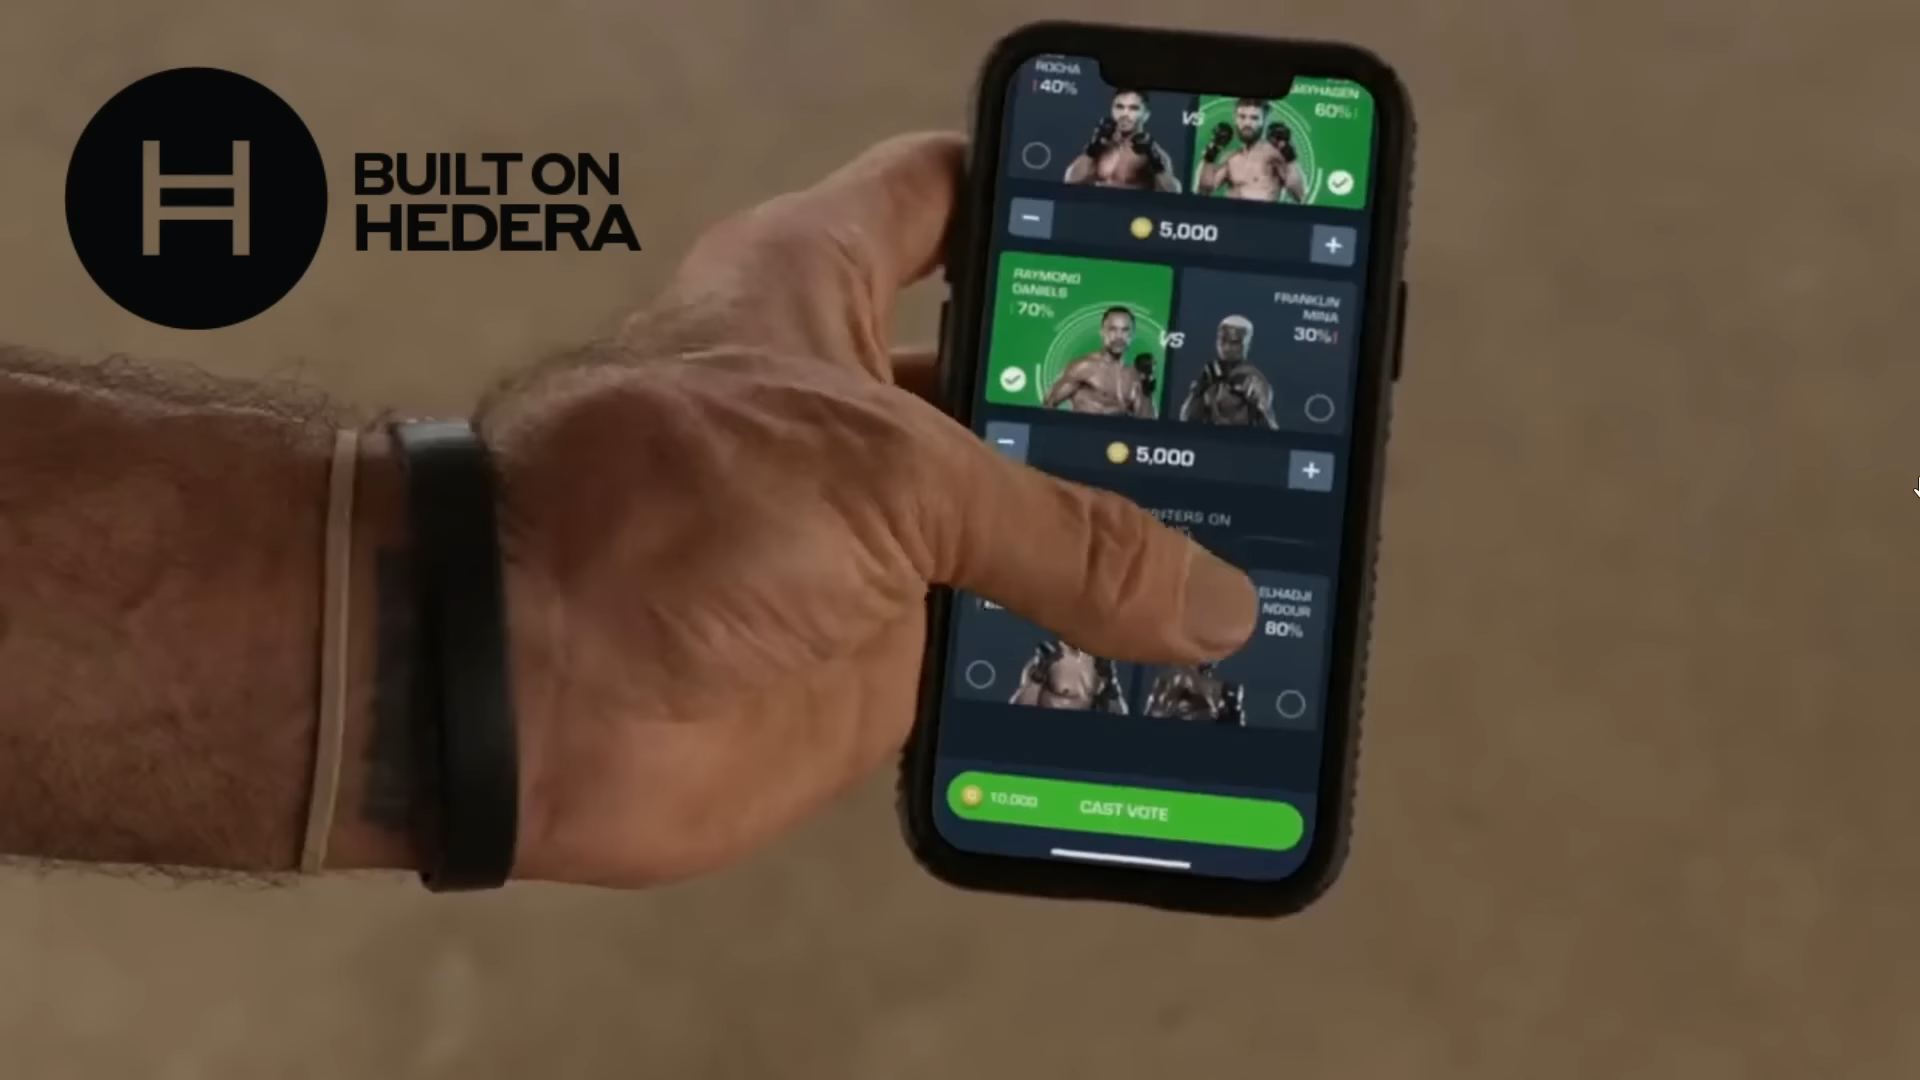 BUILT ON
HEDERA
ROCHA
40%
60%
VS
5,000
RAYMOND
DANIELS
70%
VS
FRANKLIN
MINA
30%
5,000
ON
ELHADJI
NDOUR
80%
10,000 CAST VOTE